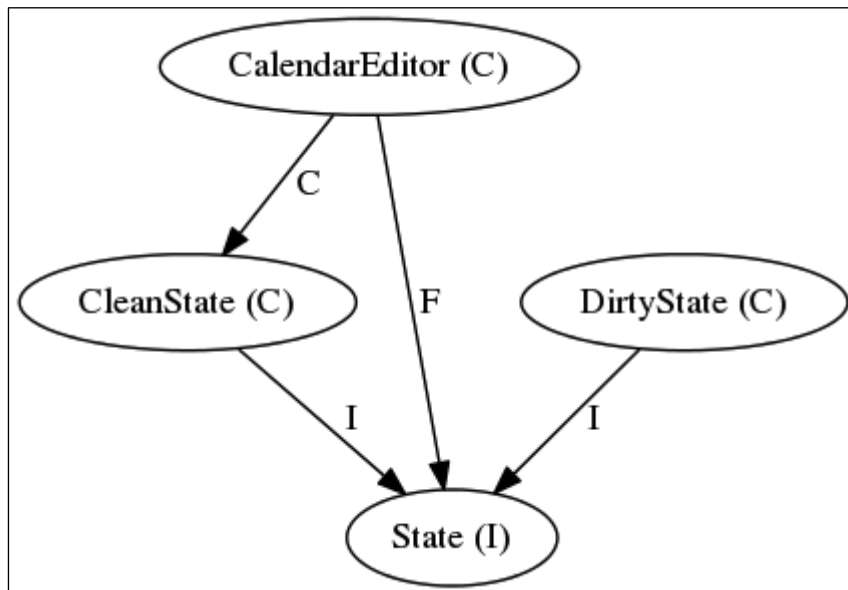 CalendarEditor (C)
C
CleanState (C)
F
DirtyState (C)
I
I
State (I)